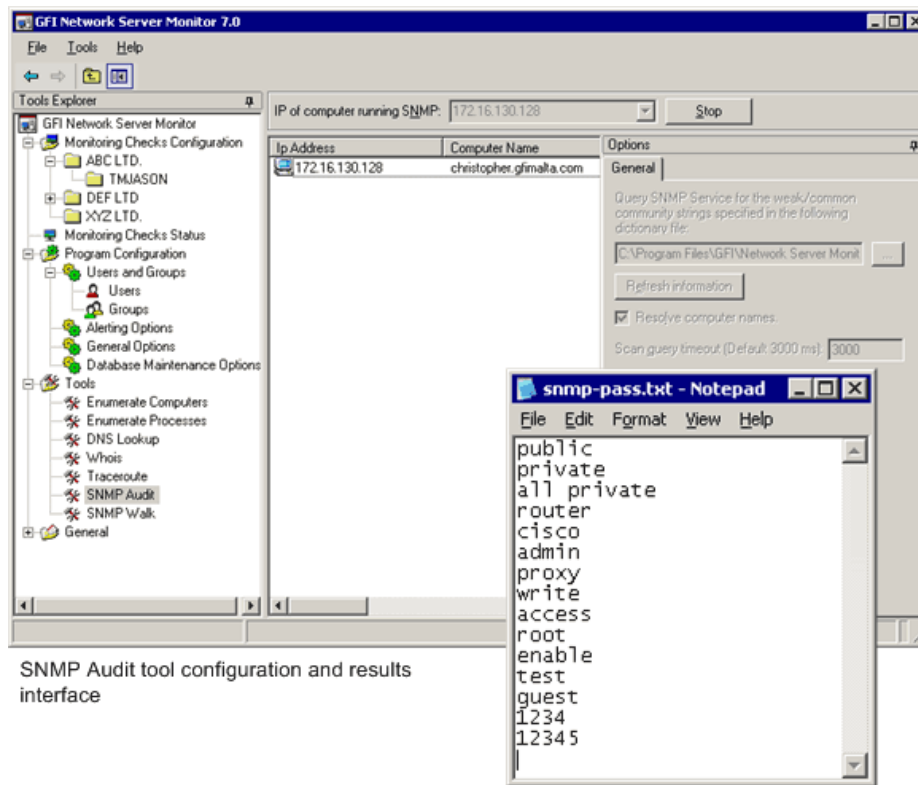 GFI Network Server Monitor 7.0
File Tools Help
Tools Explorer
GFI Network Server Monitor
Monitoring Checks Configuration
ABC LTD.
TMJASON
DEF LTD
XYZ LTD.
Monitoring Checks Status
Program Configuration
Users and Groups
Users
Groups
Alerting Options
General Options
Database Maintenance Options
Tools
Enumerate Computers
Enumerate Processes
DNS Lookup
Whois
Traceroute
SNMP Audit
SNMP Walk
General
IP of computer running SNMP: 172.16.130.128 Stop
Ip Address Computer Name
172.16.130.128 christopher.gfimalta.com
Options
General
Query SNMP Service for the weak/common
community strings specified in the following
dictionary file:
C:\Program Files\GFI\Network Server Monit ...
Refresh information
Resolve computer names.
Scan query timeout (Default 3000 ms): 3000
snmp-pass.txt - Notepad
File Edit Format View Help
public
private
all private
router
cisco
admin
proxy
write
access
root
enable
test
guest
1234
12345
SNMP Audit tool configuration and results
interface